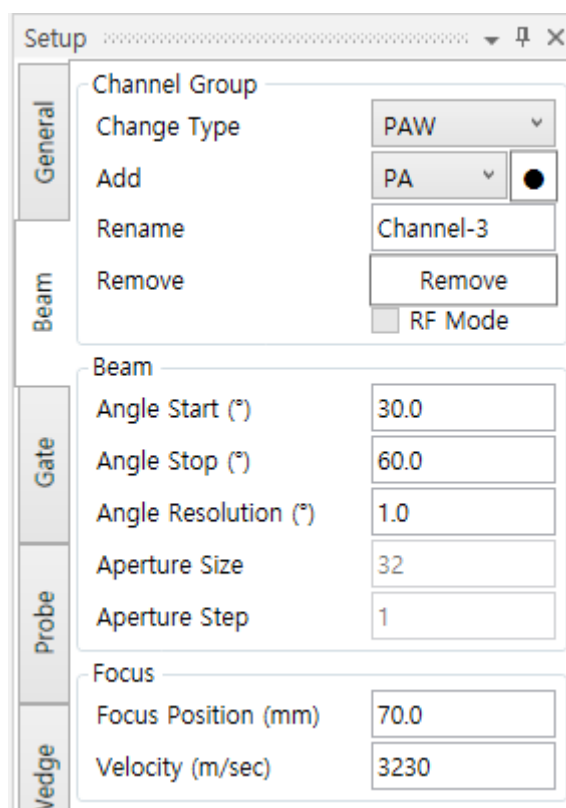 Setup
General
Beam
Gate
Probe
Wedge
Channel Group
Change Type PAW
Add PA
Rename Channel-3
Remove Remove
RF Mode
Beam
Angle Start (°) 30.0
Angle Stop (°) 60.0
Angle Resolution (°) 1.0
Aperture Size 32
Aperture Step 1
Focus
Focus Position (mm) 70.0
Velocity (m/sec) 3230